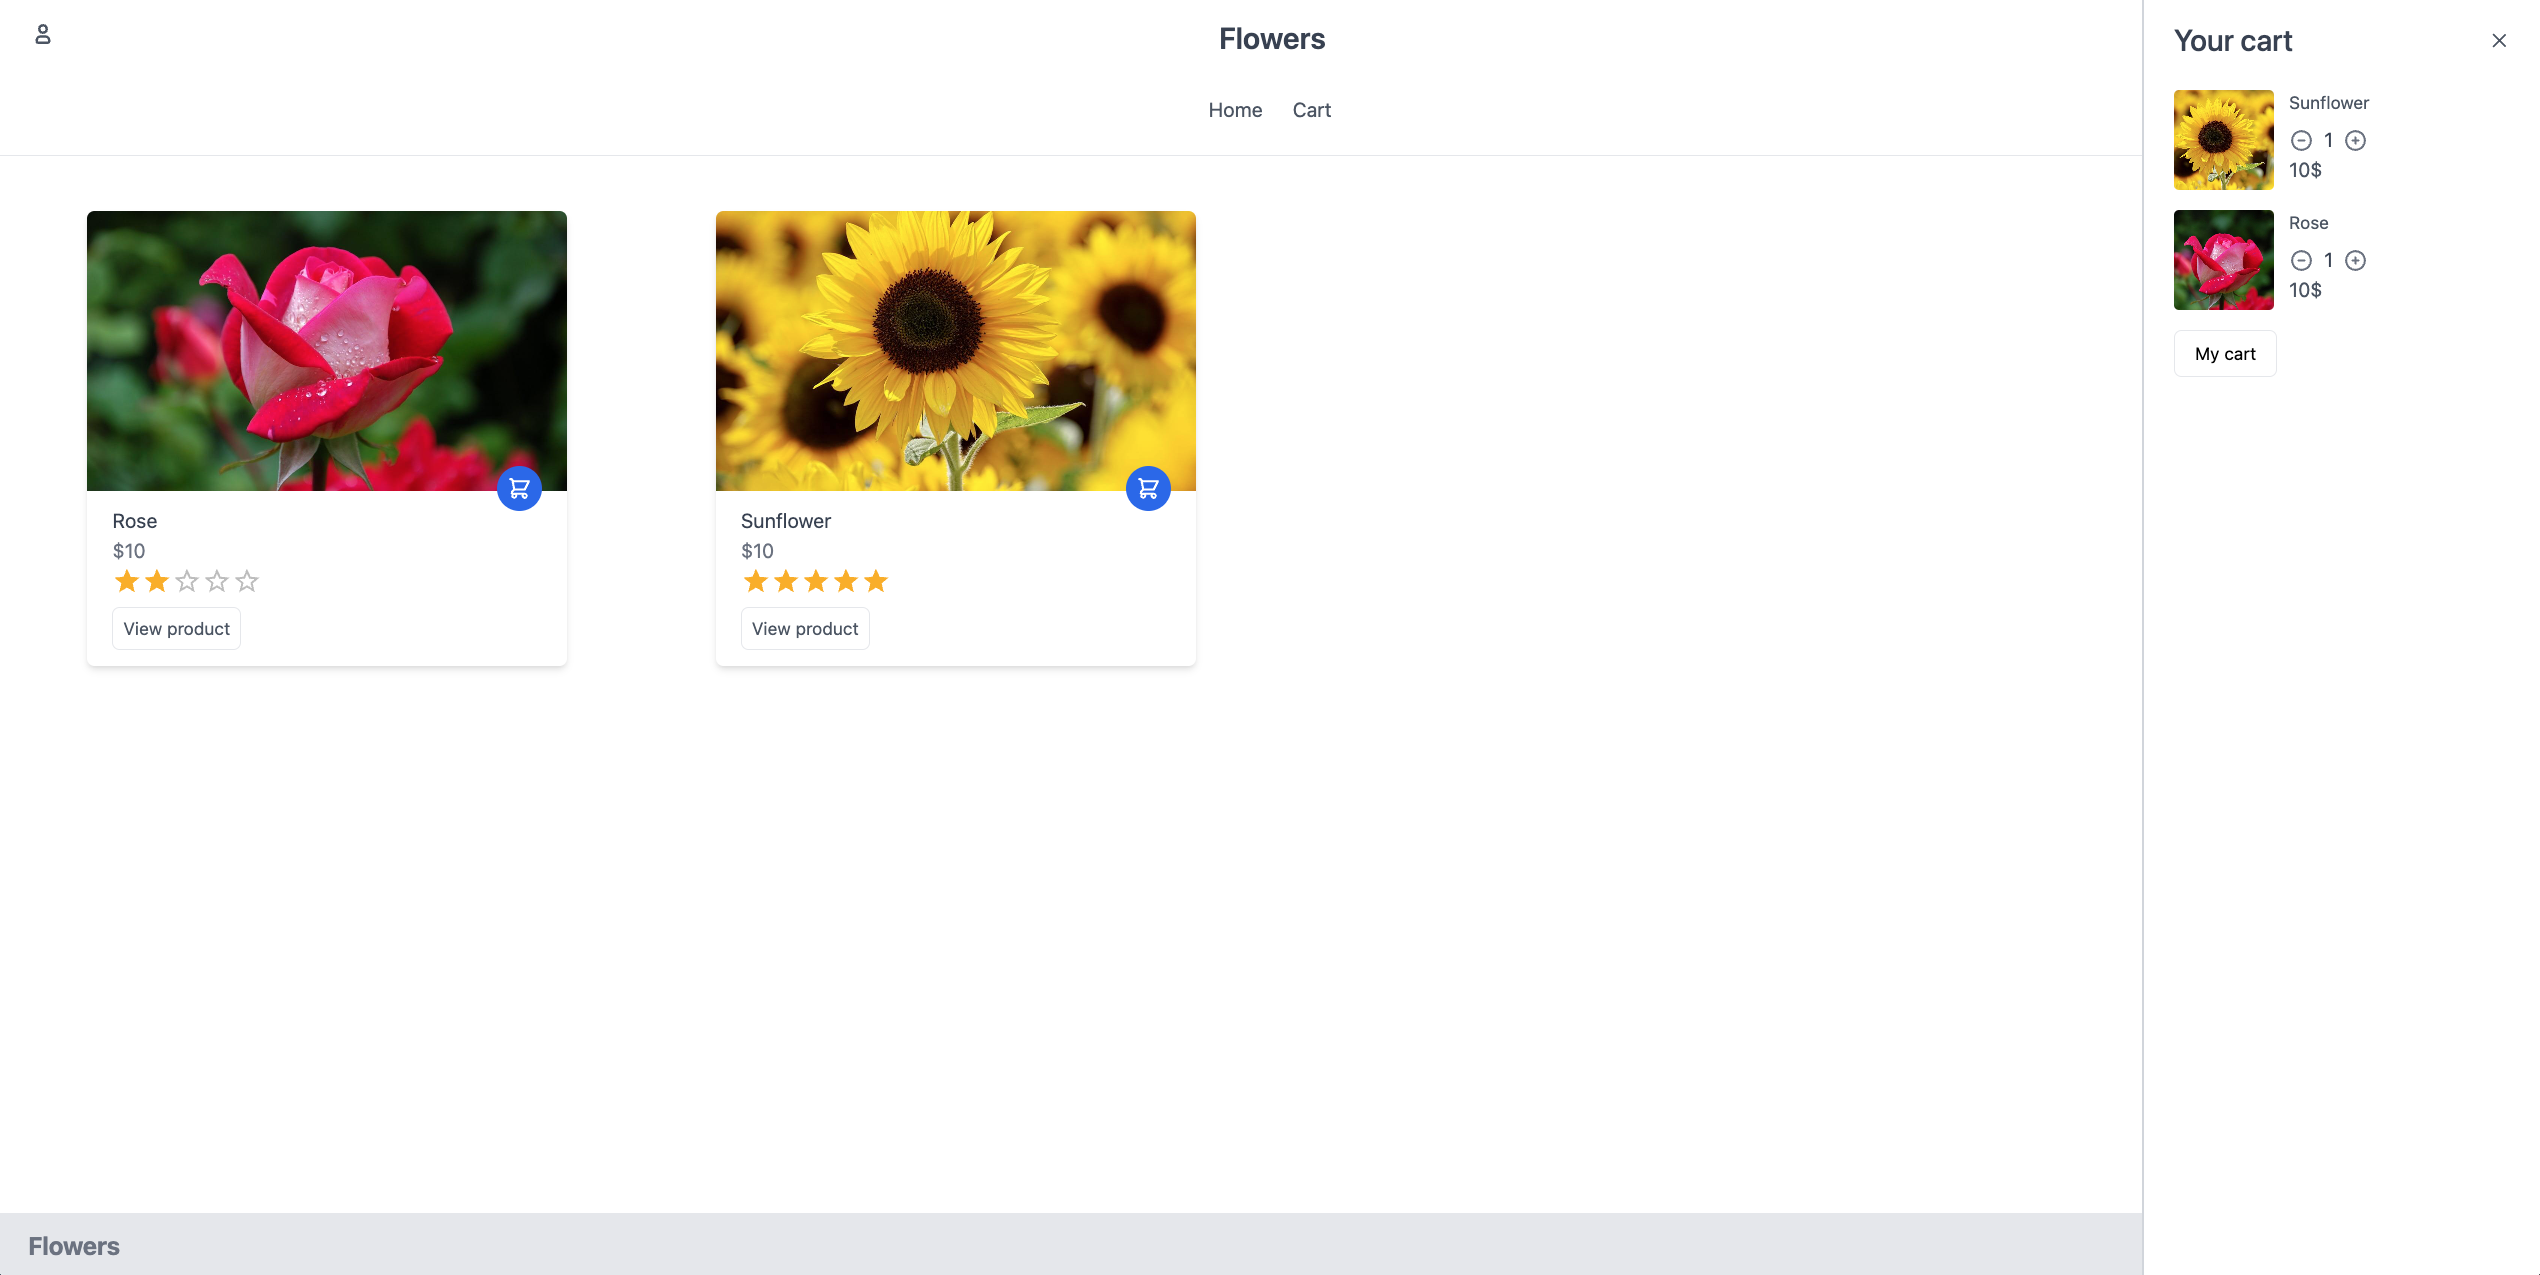 Flowers
Home Cart
Rose
$10
View product
Sunflower
$10
View product
Your cart
Sunflower
1
10$
Rose
1
10$
My cart
Flowers